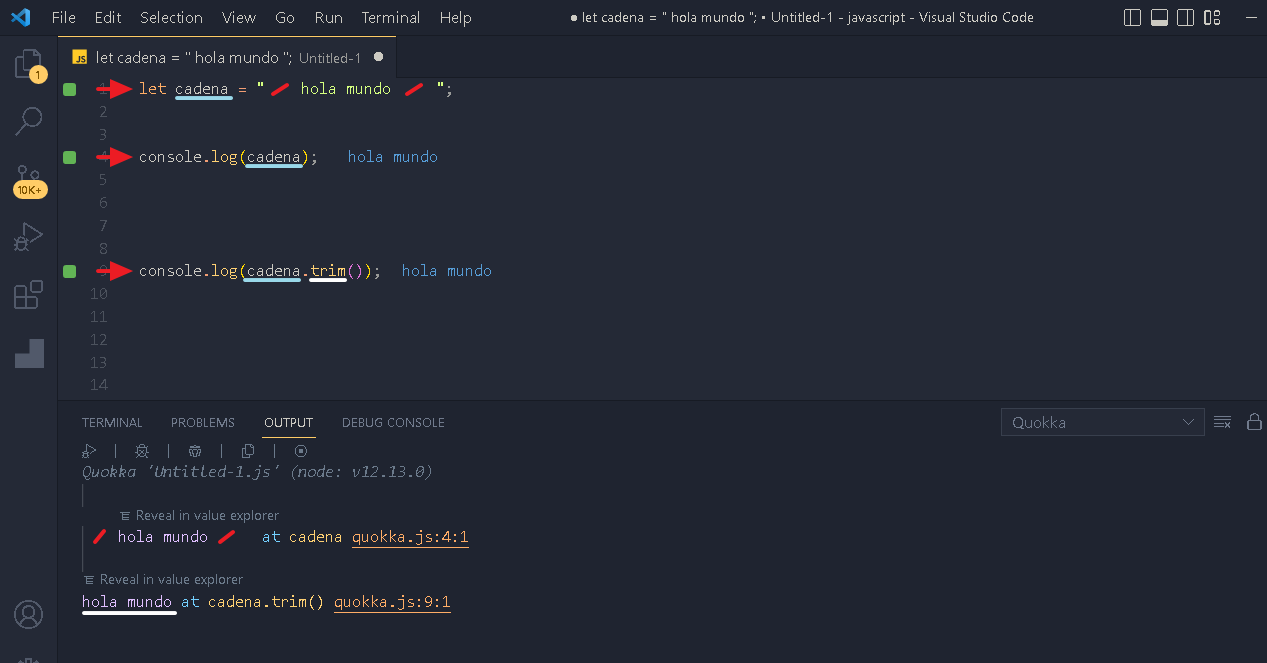 File Edit Selection View Go Run Terminal Help
● let cadena = " hola mundo "; • Untitled-1 - javascript - Visual Studio Code
JS let cadena = " hola mundo "; Untitled-1 ●
1
1 let cadena = "    hola mundo     ";
2
3
10K+
4 console.log(cadena);   hola mundo
5
6
7
8
9 console.log(cadena.trim());  hola mundo
10
11
12
13
14
TERMINAL PROBLEMS OUTPUT DEBUG CONSOLE
Quokka
Quokka 'Untitled-1.js' (node: v12.13.0)
Reveal in value explorer
hola mundo      at cadena quokka.js:4:1
Reveal in value explorer
hola mundo at cadena.trim() quokka.js:9:1